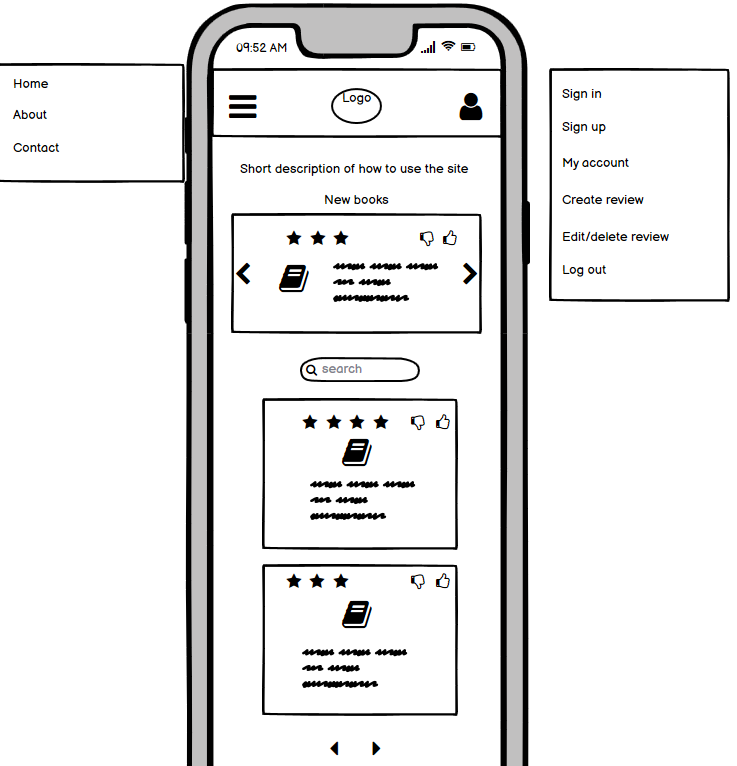 09:52 AM
Home
About
Contact
Logo
Sign in
Sign up
My account
Create review
Edit/delete review
Log out
Short description of how to use the site
New books
search